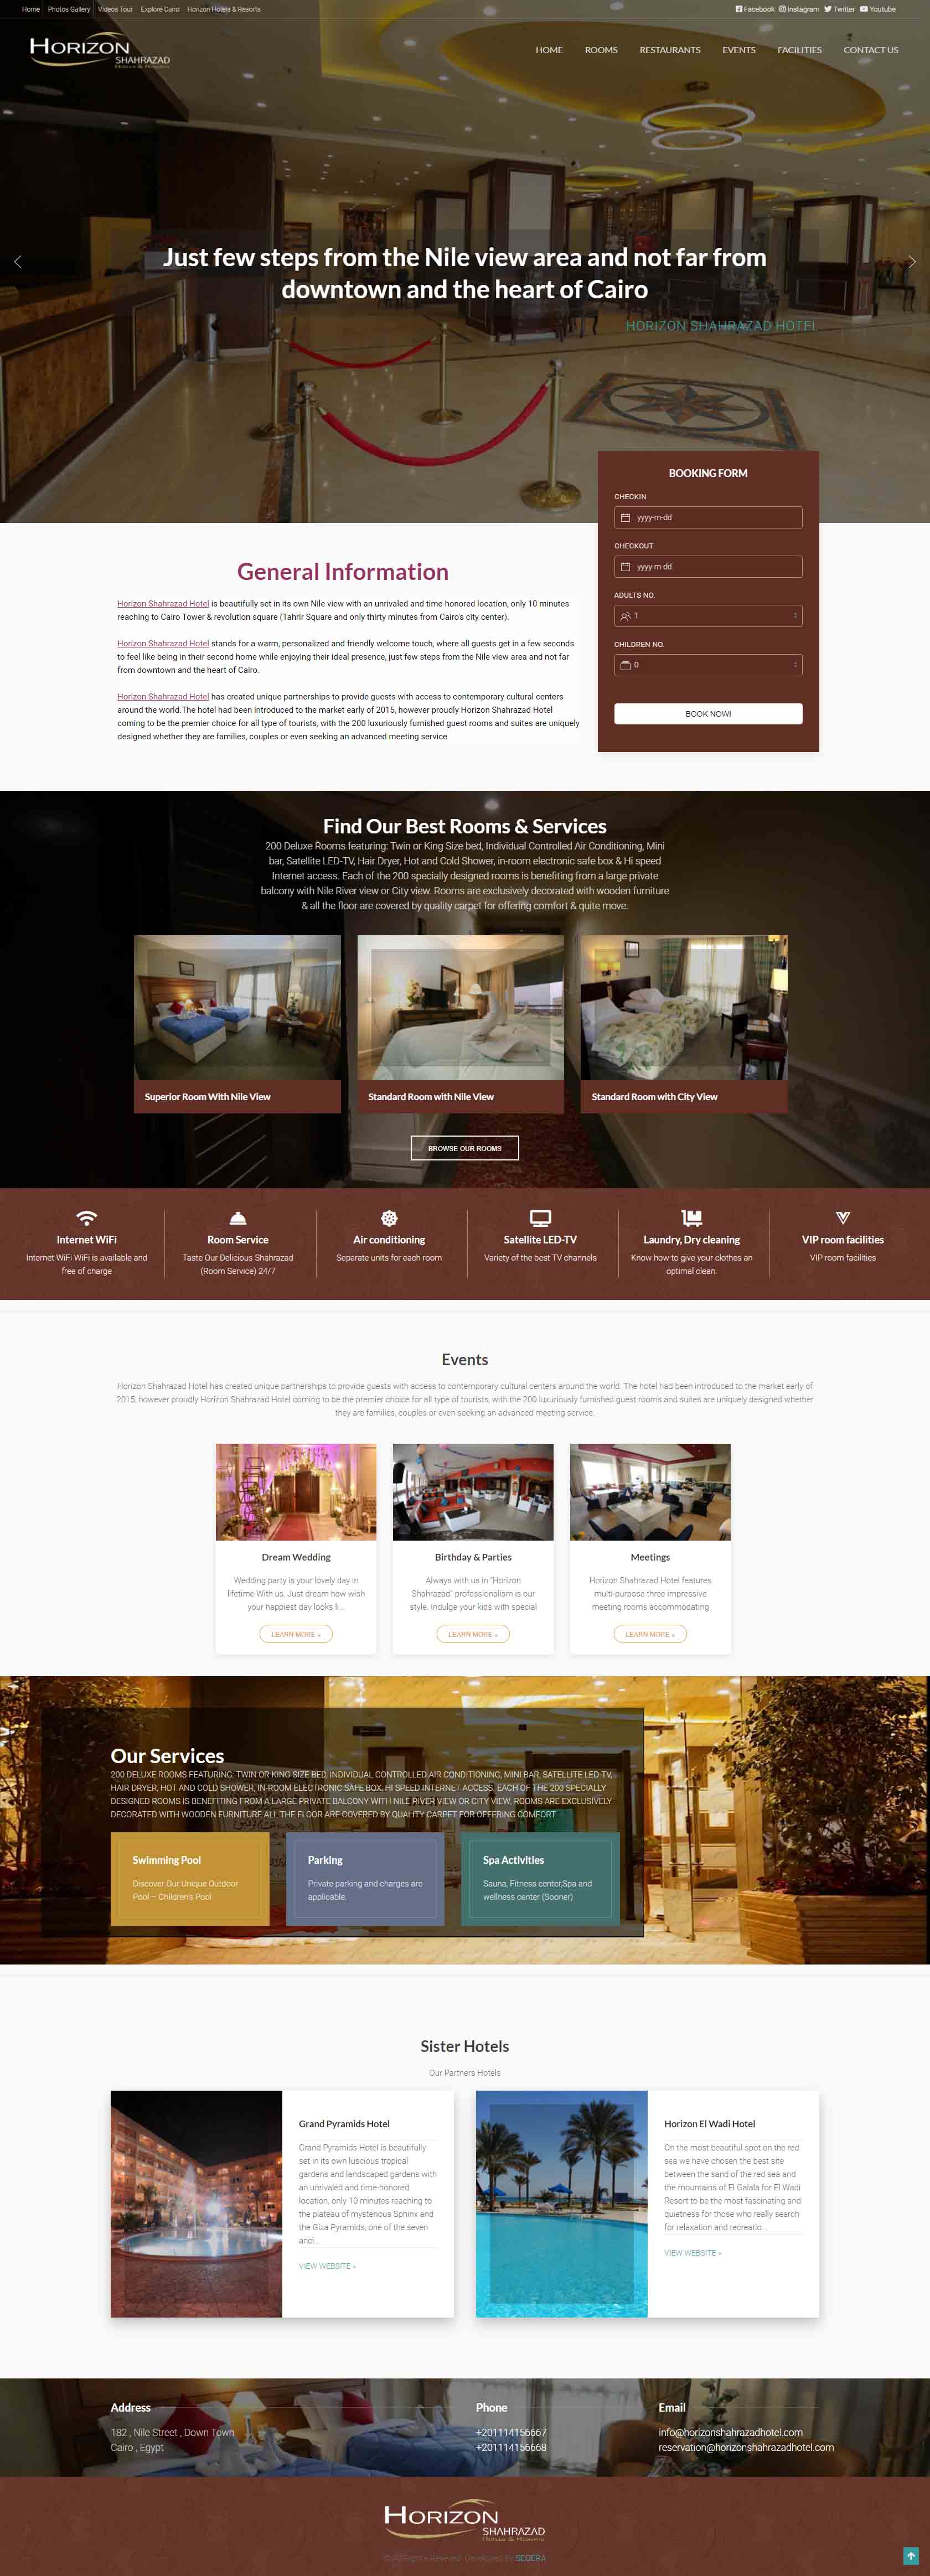 Home Photos Gallery Videos Tour Explore Cairo Horizon Hotels & Resorts
Facebook Instagram Twitter Youtube
HORIZON
SHAHRAZAD
Hotels & Resorts
HOME ROOMS RESTAURANTS EVENTS FACILITIES CONTACT US
Just few steps from the Nile view area and not far from
downtown and the heart of Cairo
HORIZON SHAHRAZAD HOTEL
BOOKING FORM
CHECKIN
yyyy-m-dd
CHECKOUT
yyyy-m-dd
ADULTS NO.
1
CHILDREN NO.
0
BOOK NOW!
General Information
Horizon Shahrazad Hotel is beautifully set in its own Nile view with an unrivaled and time-honored location, only 10 minutes
reaching to Cairo Tower & revolution square (Tahrir Square and only thirty minutes from Cairo's city center).
Horizon Shahrazad Hotel stands for a warm, personalized and friendly welcome touch, where all guests get in a few seconds
to feel like being in their second home while enjoying their ideal presence, just few steps from the Nile view area and not far
from downtown and the heart of Cairo.
Horizon Shahrazad Hotel has created unique partnerships to provide guests with access to contemporary cultural centers
around the world.The hotel had been introduced to the market early of 2015, however proudly Horizon Shahrazad Hotel
coming to be the premier choice for all type of tourists, with the 200 luxuriously furnished guest rooms and suites are uniquely
designed whether they are families, couples or even seeking an advanced meeting service
Find Our Best Rooms & Services
200 Deluxe Rooms featuring: Twin or King Size bed, Individual Controlled Air Conditioning, Mini
bar, Satellite LED-TV, Hair Dryer, Hot and Cold Shower, in-room electronic safe box & Hi speed
Internet access. Each of the 200 specially designed rooms is benefiting from a large private
balcony with Nile River view or City view. Rooms are exclusively decorated with wooden furniture
& all the floor are covered by quality carpet for offering comfort & quite move.
Superior Room With Nile View
Standard Room with Nile View
Standard Room with City View
BROWSE OUR ROOMS
Internet WiFi
Internet WiFi WiFi is available and
free of charge
Room Service
Taste Our Delicious Shahrazad
(Room Service) 24/7
Air conditioning
Separate units for each room
Satellite LED-TV
Variety of the best TV channels
Laundry, Dry cleaning
Know how to give your clothes an
optimal clean.
VIP room facilities
VIP room facilities
Events
Horizon Shahrazad Hotel has created unique partnerships to provide guests with access to contemporary cultural centers around the world. The hotel had been introduced to the market early of
2015, however proudly Horizon Shahrazad Hotel coming to be the premier choice for all type of tourists, with the 200 luxuriously furnished guest rooms and suites are uniquely designed whether
they are families, couples or even seeking an advanced meeting service.
Dream Wedding
Wedding party is your lovely day in
lifetime With us, Just dream how wish
your happiest day looks li...
LEARN MORE »
Birthday & Parties
Always with us in "Horizon
Shahrazad" professionalism is our
style. Indulge your kids with special
LEARN MORE »
Meetings
Horizon Shahrazad Hotel features
multi-purpose three impressive
meeting rooms accommodating
LEARN MORE »
Our Services
200 DELUXE ROOMS FEATURING: TWIN OR KING SIZE BED, INDIVIDUAL CONTROLLED AIR CONDITIONING, MINI BAR, SATELLITE LED-TV,
HAIR DRYER, HOT AND COLD SHOWER, IN-ROOM ELECTRONIC SAFE BOX, HI SPEED INTERNET ACCESS. EACH OF THE 200 SPECIALLY
DESIGNED ROOMS IS BENEFITING FROM A LARGE PRIVATE BALCONY WITH NILE RIVER VIEW OR CITY VIEW. ROOMS ARE EXCLUSIVELY
DECORATED WITH WOODEN FURNITURE ALL THE FLOOR ARE COVERED BY QUALITY CARPET FOR OFFERING COMFORT
Swimming Pool
Discover Our Unique Outdoor
Pool – Children's Pool
Parking
Private parking and charges are
applicable.
Spa Activities
Sauna, Fitness center,Spa and
wellness center (Sooner)
Sister Hotels
Our Partners Hotels
Grand Pyramids Hotel
Grand Pyramids Hotel is beautifully
set in its own luscious tropical
gardens and landscaped gardens with
an unrivaled and time-honored
location, only 10 minutes reaching to
the plateau of mysterious Sphinx and
the Giza Pyramids, one of the seven
anci...
VIEW WEBSITE »
Horizon El Wadi Hotel
On the most beautiful spot on the red
sea we have chosen the best site
between the sand of the red sea and
the mountains of El Galala for El Wadi
Resort to be the most fascinating and
quietness for those who really search
for relaxation and recreatio...
VIEW WEBSITE »
Address
182 , Nile Street , Down Town
Cairo , Egypt
Phone
+201114156667
+201114156668
Email
info@horizonshahrazadhotel.com
reservation@horizonshahrazadhotel.com
HORIZON
SHAHRAZAD
Hotels & Resorts
© All Rights Reserved. Developed By SEOERA